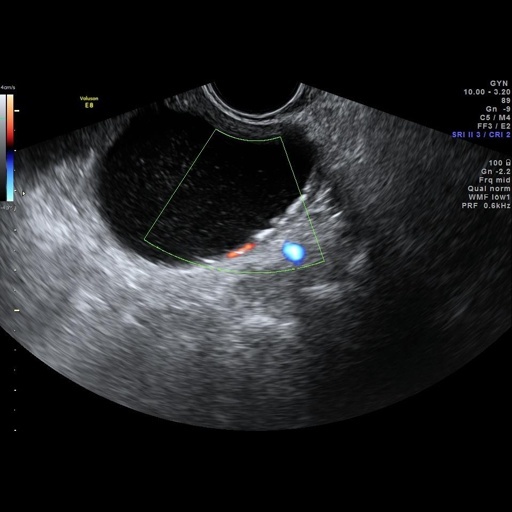 4cm/s
Voluson
E8
GYN
10.00 - 3.20
89
Gn -9
C5 / M4
FF3 / E2
SRI II 3 / CRI 2
100
Gn -2.2
Frq mid
Qual norm
WMF low1
PRF 0.6kHz